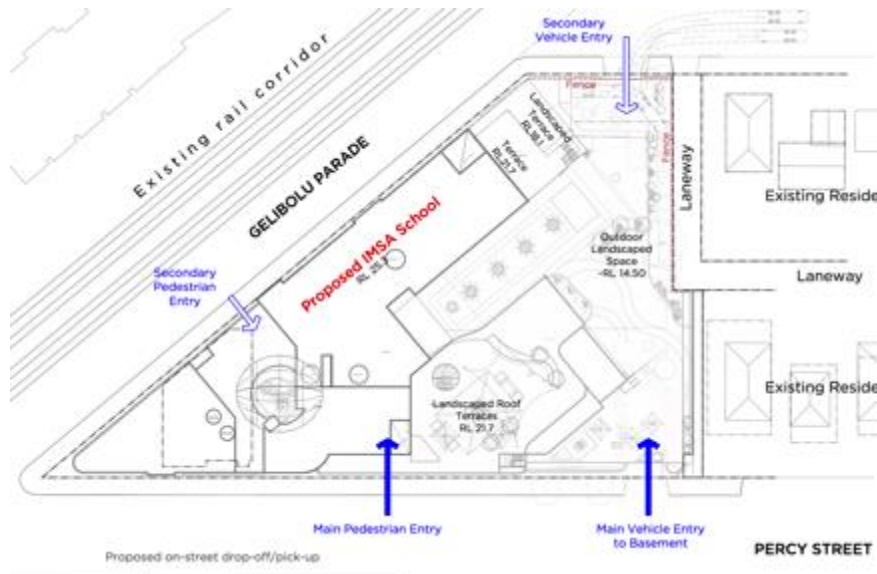 Secondary
Vehicle Entry
Existing rail corridor
Fence
Landscaped
Terrace
RL18.1
Terrace
RL21.7
Fence
GELIBOLU PARADE
Laneway
Existing Reside
Proposed IMSA School
Outdoor
Landscaped
Space
-RL 14.50
Secondary
Pedestrian
Entry
Laneway
Existing Reside
Landscaped Roof
Terraces
RL 21.7
Main Pedestrian Entry
Main Vehicle Entry
to Basement
Proposed on-street drop-off/pick-up
PERCY STREET